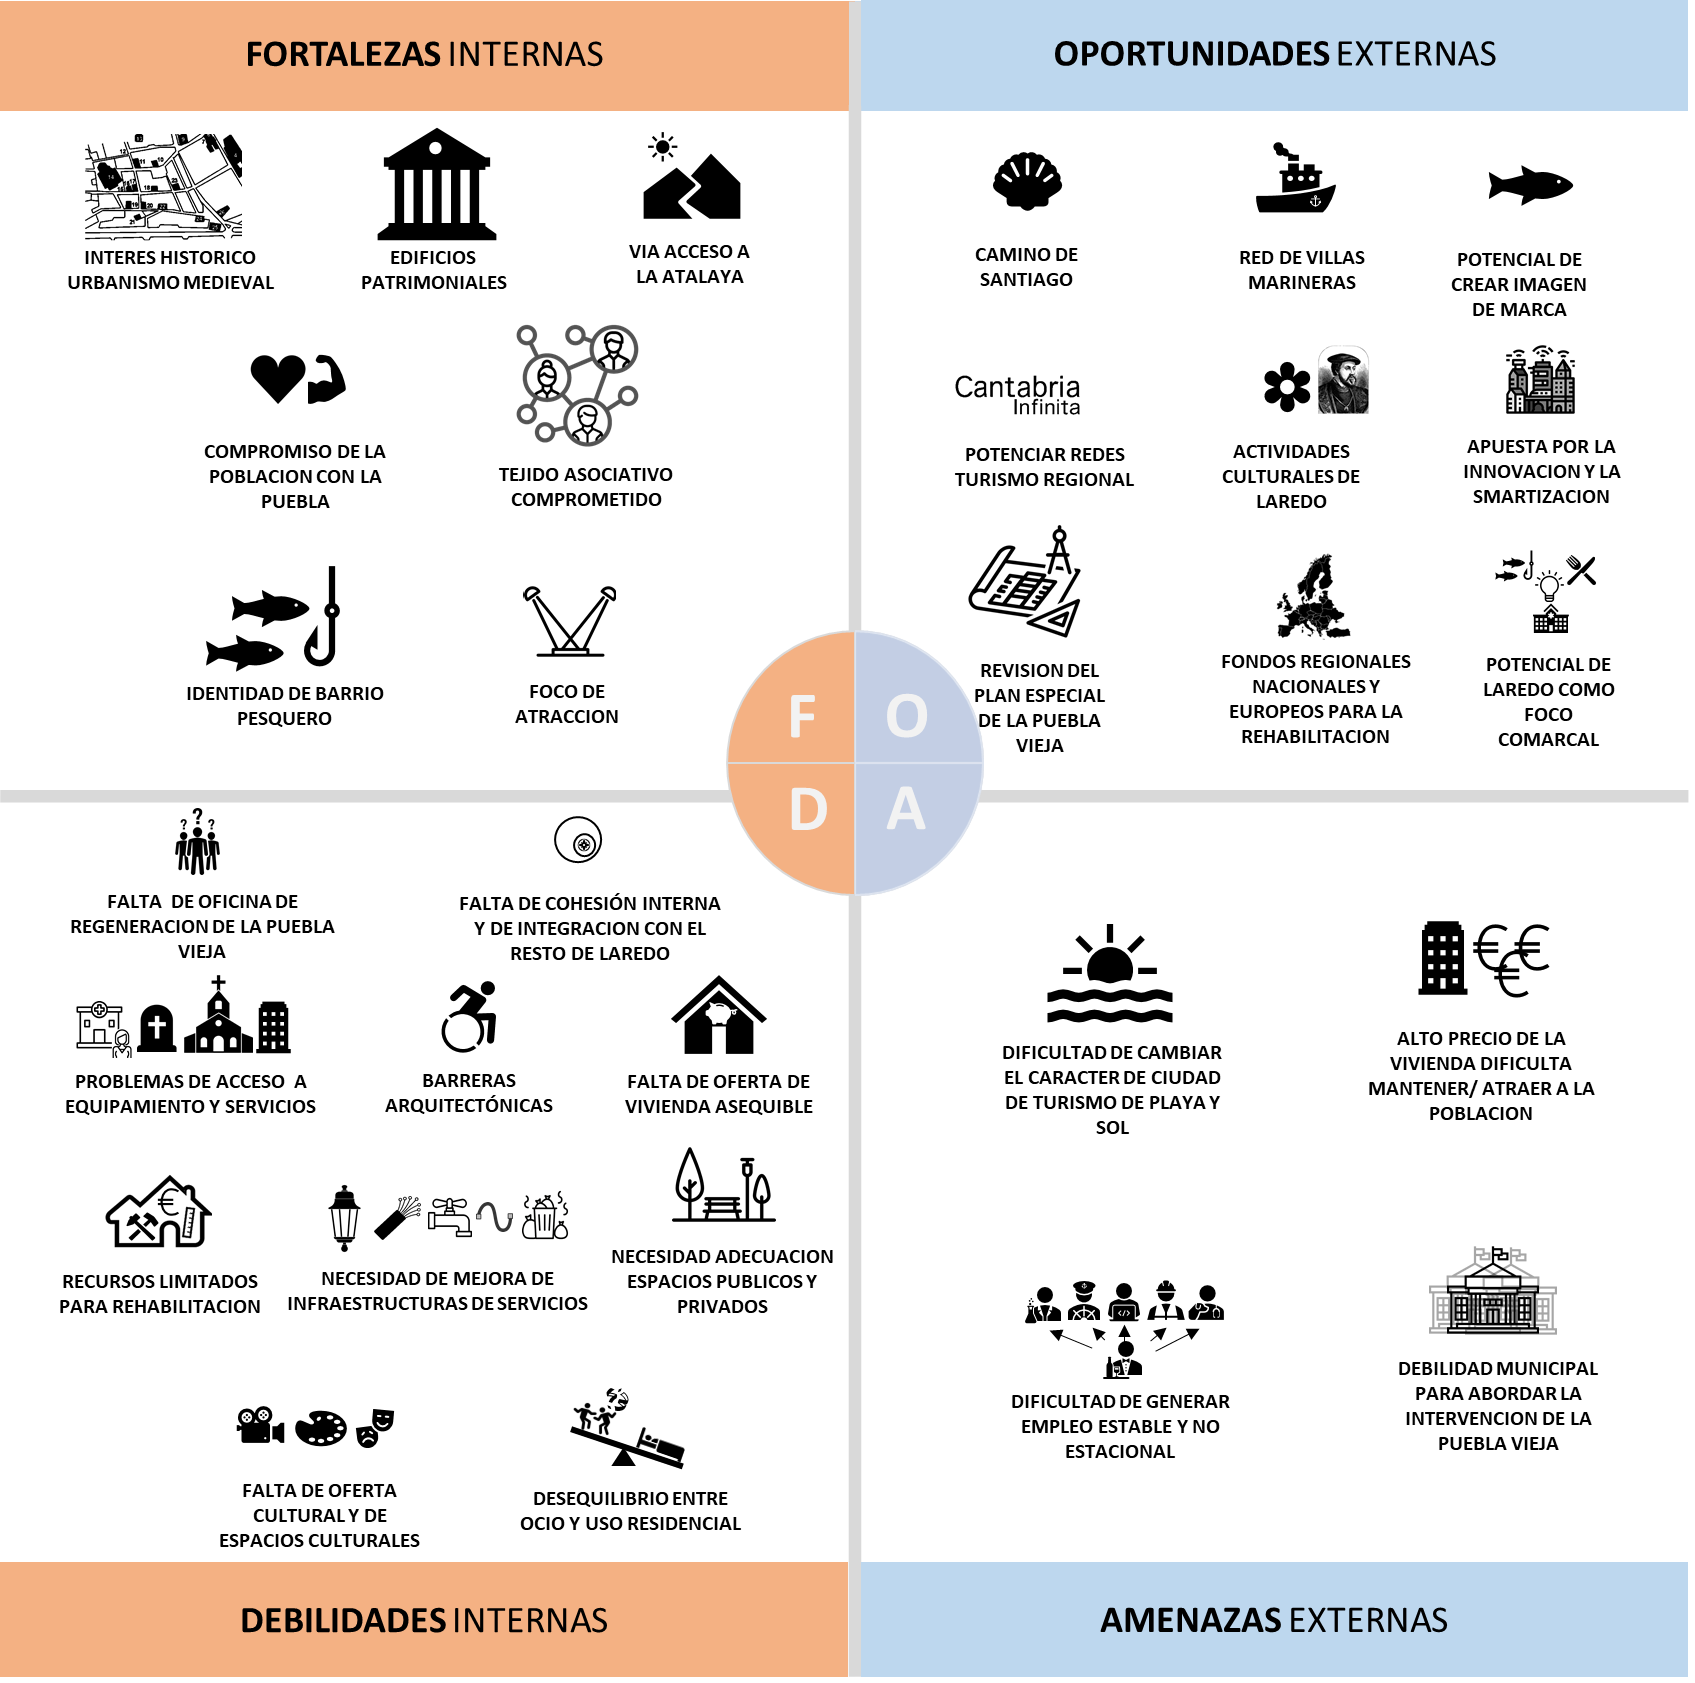 FORTALEZAS INTERNAS
INTERES HISTORICO
URBANISMO MEDIEVAL
EDIFICIOS
PATRIMONIALES
VIA ACCESO A
LA ATALAYA
COMPROMISO DE LA
POBLACION CON LA
PUEBLA
TEJIDO ASOCIATIVO
COMPROMETIDO
IDENTIDAD DE BARRIO
PESQUERO
FOCO DE
ATRACCION
OPORTUNIDADES EXTERNAS
CAMINO DE
SANTIAGO
RED DE VILLAS
MARINERAS
POTENCIAL DE
CREAR IMAGEN
DE MARCA
Cantabria
Infinita
POTENCIAR REDES
TURISMO REGIONAL
ACTIVIDADES
CULTURALES DE
LAREDO
APUESTA POR LA
INNOVACION Y LA
SMARTIZACION
REVISION DEL
PLAN ESPECIAL
DE LA PUEBLA
VIEJA
FONDOS REGIONALES
NACIONALES Y
EUROPEOS PARA LA
REHABILITACION
POTENCIAL DE
LAREDO COMO
FOCO
COMARCAL
F O
D A
? ? ?
FALTA DE OFICINA DE
REGENERACION DE LA PUEBLA
VIEJA
FALTA DE COHESIÓN INTERNA
Y DE INTEGRACION CON EL
RESTO DE LAREDO
PROBLEMAS DE ACCESO A
EQUIPAMIENTO Y SERVICIOS
BARRERAS
ARQUITECTÓNICAS
FALTA DE OFERTA DE
VIVIENDA ASEQUIBLE
€
RECURSOS LIMITADOS
PARA REHABILITACION
NECESIDAD DE MEJORA DE
INFRAESTRUCTURAS DE SERVICIOS
NECESIDAD ADECUACION
ESPACIOS PUBLICOS Y
PRIVADOS
FALTA DE OFERTA
CULTURAL Y DE
ESPACIOS CULTURALES
DESEQUILIBRIO ENTRE
OCIO Y USO RESIDENCIAL
DEBILIDADES INTERNAS
DIFICULTAD DE CAMBIAR
EL CARACTER DE CIUDAD
DE TURISMO DE PLAYA Y
SOL
€€€
ALTO PRECIO DE LA
VIVIENDA DIFICULTA
MANTENER/ ATRAER A LA
POBLACION
DIFICULTAD DE GENERAR
EMPLEO ESTABLE Y NO
ESTACIONAL
DEBILIDAD MUNICIPAL
PARA ABORDAR LA
INTERVENCION DE LA
PUEBLA VIEJA
AMENAZAS EXTERNAS